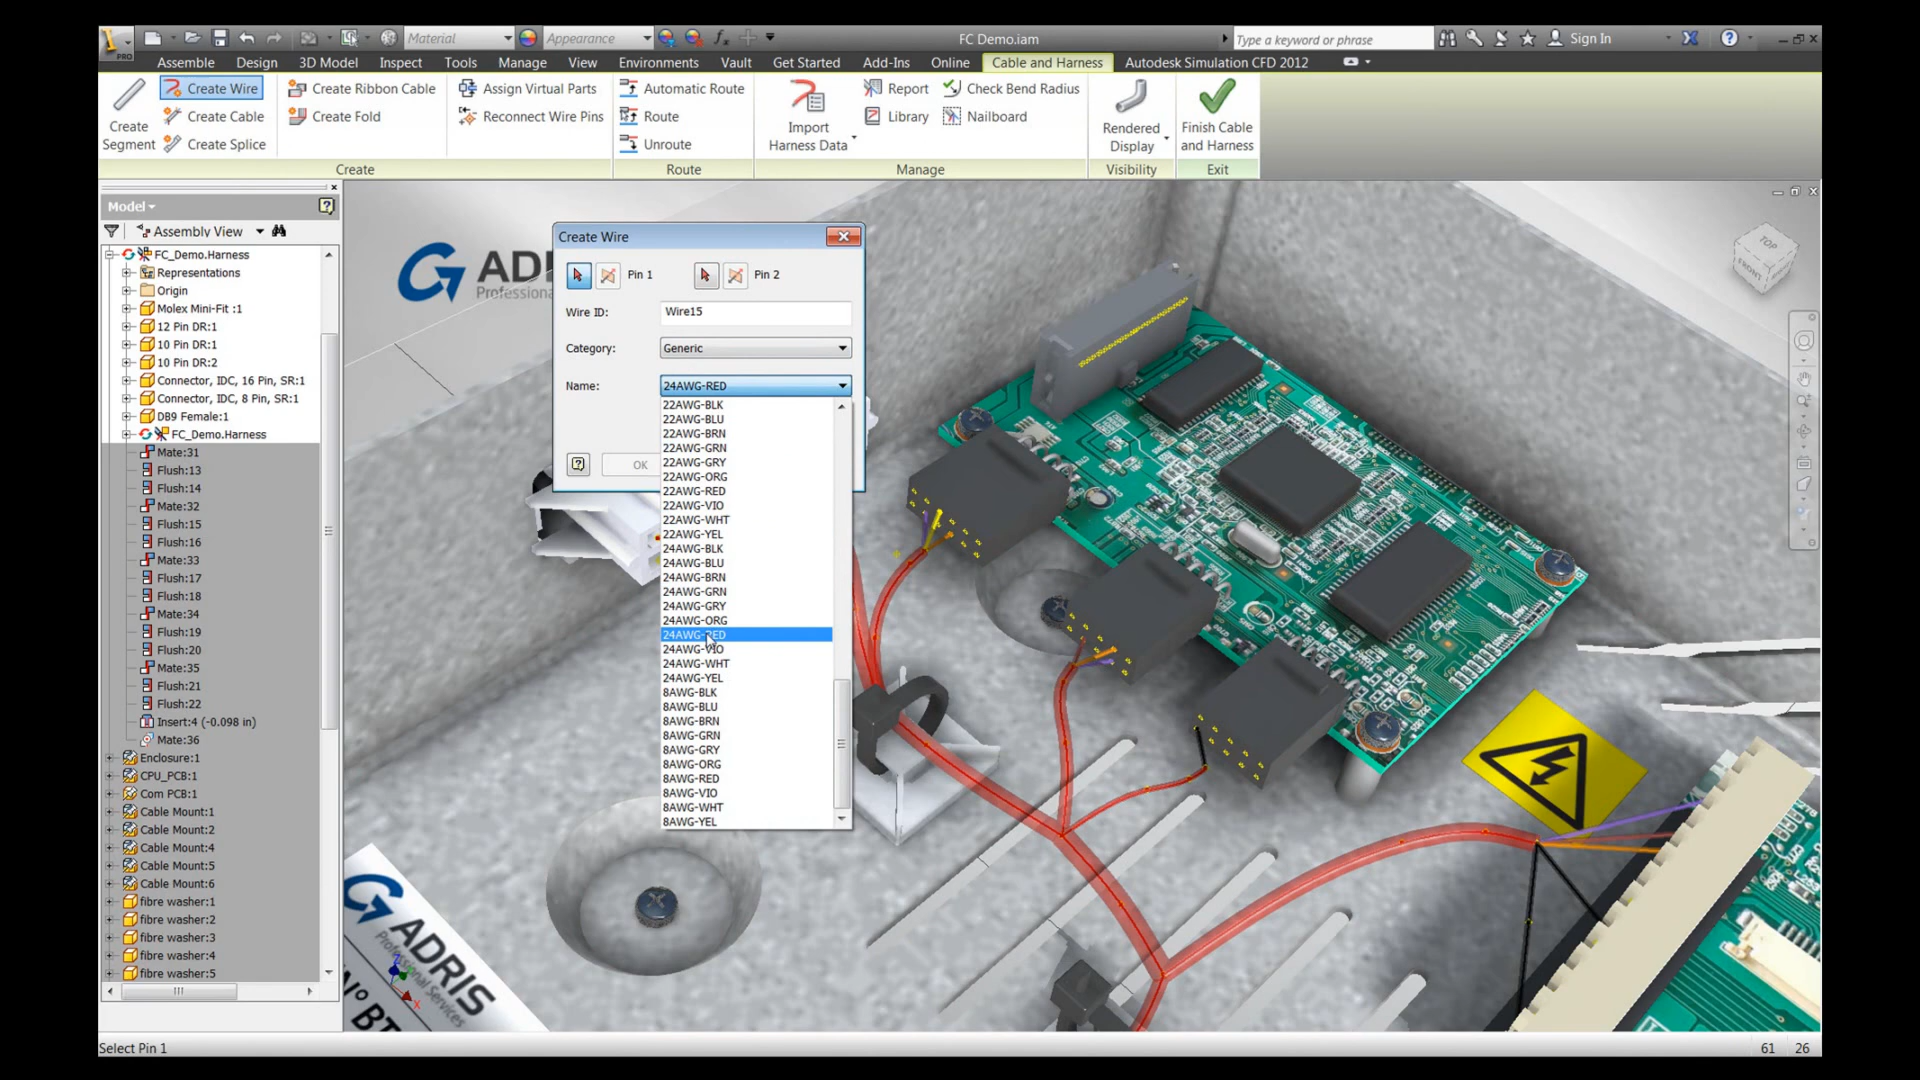 PRO
Material
Appearance
FC Demo.iam
Type a keyword or phrase
Sign In
Assemble Design 3D Model Inspect Tools Manage View Environments Vault Get Started Add-Ins Online Cable and Harness Autodesk Simulation CFD 2012
Create Segment
Create Wire
Create Cable
Create Splice
Create Ribbon Cable
Create Fold
Assign Virtual Parts
Reconnect Wire Pins
Automatic Route
Route
Unroute
Import Harness Data
Report
Library
Check Bend Radius
Nailboard
Rendered Display
Finish Cable and Harness
Create Route Manage Visibility Exit
Model
Assembly View
FC_Demo.Harness
Representations
Origin
Molex Mini-Fit :1
12 Pin DR:1
10 Pin DR:1
10 Pin DR:2
Connector, IDC, 16 Pin, SR:1
Connector, IDC, 8 Pin, SR:1
DB9 Female:1
FC_Demo.Harness
Mate:31
Flush:13
Flush:14
Mate:32
Flush:15
Flush:16
Mate:33
Flush:17
Flush:18
Mate:34
Flush:19
Flush:20
Mate:35
Flush:21
Flush:22
Insert:4 (-0.098 in)
Mate:36
Enclosure:1
CPU_PCB:1
Com PCB:1
Cable Mount:1
Cable Mount:2
Cable Mount:4
Cable Mount:5
Cable Mount:6
fibre washer:1
fibre washer:2
fibre washer:3
fibre washer:4
fibre washer:5
Create Wire
Pin 1
Pin 2
Wire ID: Wire15
Category: Generic
Name: 24AWG-RED
22AWG-BLK
22AWG-BLU
22AWG-BRN
22AWG-GRN
22AWG-GRY
22AWG-ORG
22AWG-RED
22AWG-VIO
22AWG-WHT
22AWG-YEL
24AWG-BLK
24AWG-BLU
24AWG-BRN
24AWG-GRN
24AWG-GRY
24AWG-ORG
24AWG-RED
24AWG-VIO
24AWG-WHT
24AWG-YEL
8AWG-BLK
8AWG-BLU
8AWG-BRN
8AWG-GRN
8AWG-GRY
8AWG-ORG
8AWG-RED
8AWG-VIO
8AWG-WHT
8AWG-YEL
OK
TOP
FRONT
ADRIS
Professional Services
Nº BT
Select Pin 1
61 26